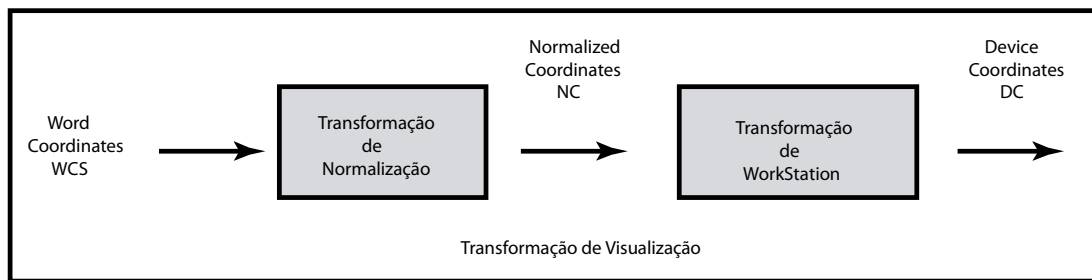 Word
Coordinates
WCS
Transformação
de
Normalização
Normalized
Coordinates
NC
Transformação
de
WorkStation
Device
Coordinates
DC
Transformação de Visualização